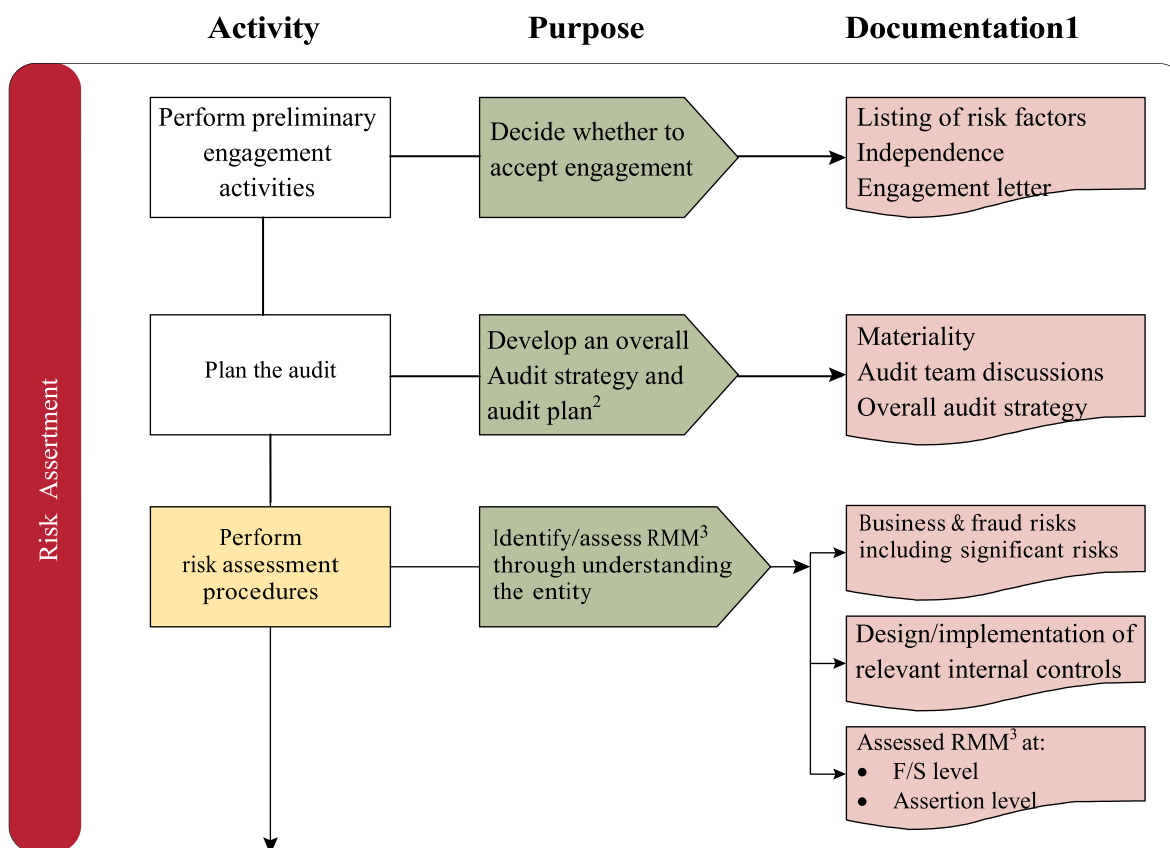 Activity
Purpose
Documentation1
Risk Assertment
Perform preliminary
engagement
activities
Decide whether to
accept engagement
Listing of risk factors
Independence
Engagement letter
Plan the audit
Develop an overall
Audit strategy and
audit plan²
Materiality
Audit team discussions
Overall audit strategy
Perform
risk assessment
procedures
Identify/assess RMM³
through understanding
the entity
Business & fraud risks
including significant risks
Design/implementation of
relevant internal controls
Assessed RMM³ at:
• F/S level
• Assertion level